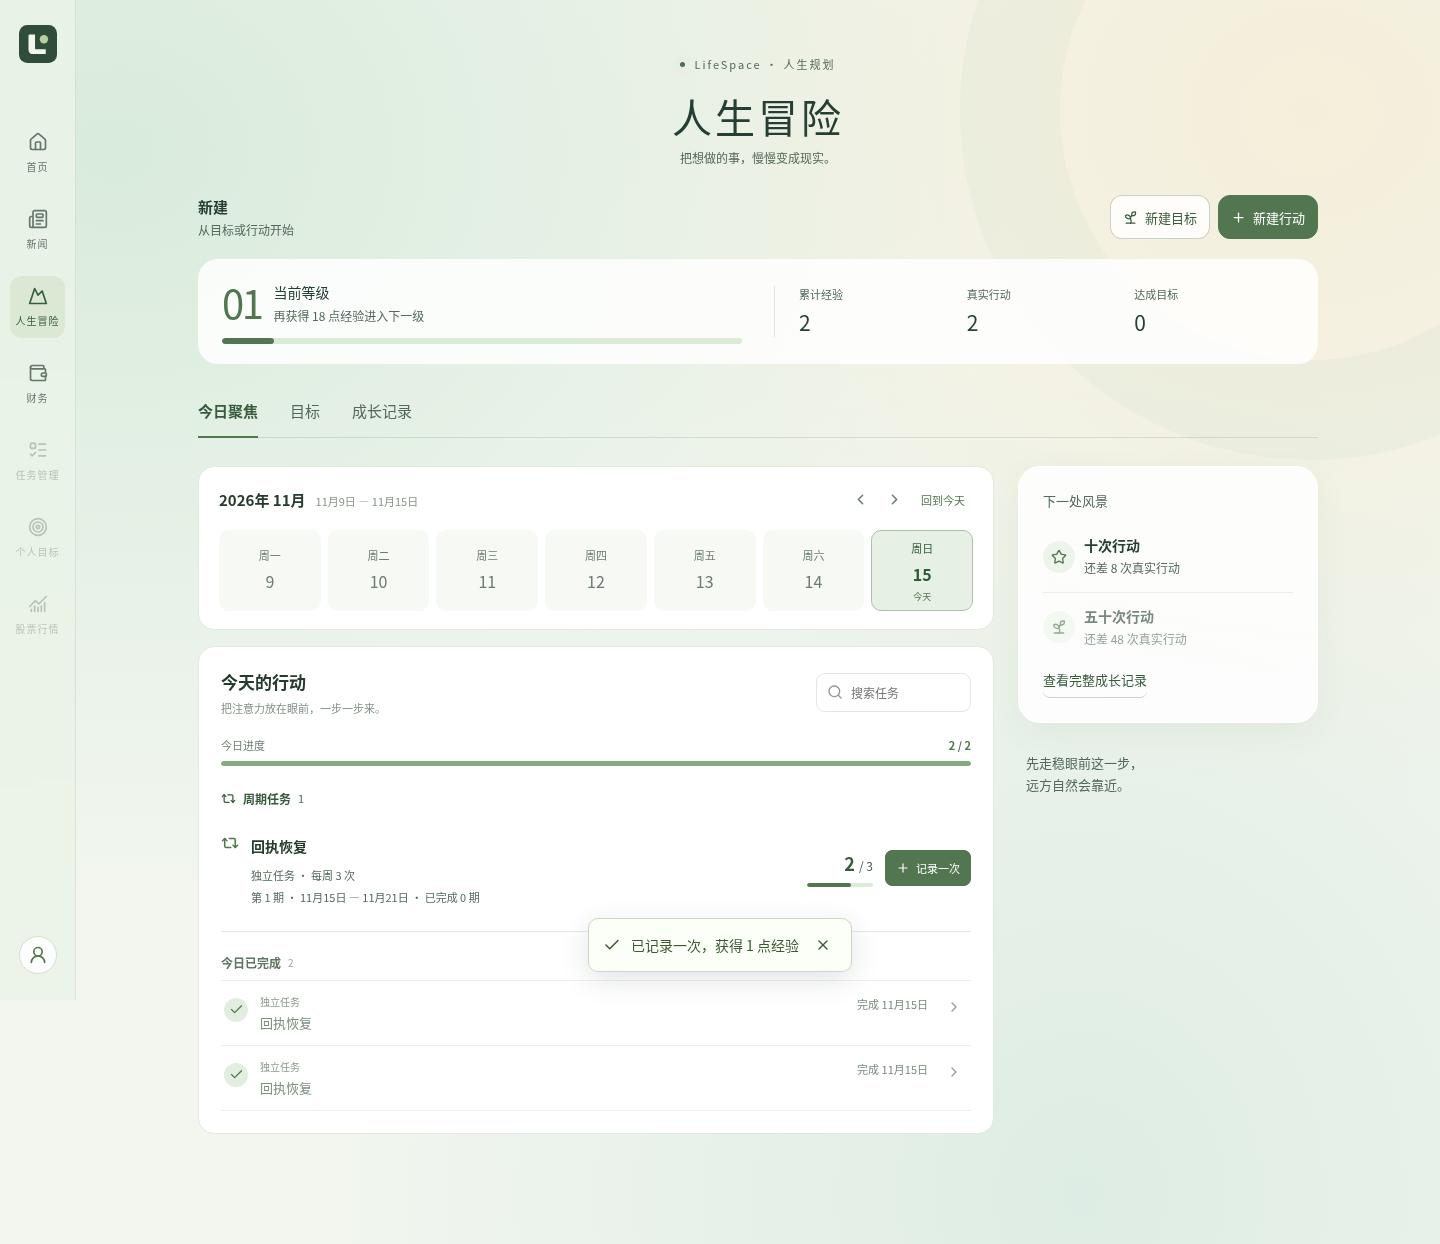 首页
新闻
人生冒险
财务
任务管理
个人目标
股票行情
LifeSpace · 人生规划
人生冒险
把想做的事，慢慢变成现实。
新建
从目标或行动开始
新建目标
新建行动
01
当前等级
再获得 18 点经验进入下一级
累计经验
2
真实行动
2
达成目标
0
今日聚焦
目标
成长记录
2026年 11月 11月9日 — 11月15日
回到今天
周一
9
周二
10
周三
11
周四
12
周五
13
周六
14
周日
15
今天
今天的行动
把注意力放在眼前，一步一步来。
搜索任务
今日进度
2 / 2
周期任务 1
回执恢复
独立任务 · 每周 3 次
第 1 期 · 11月15日 — 11月21日 · 已完成 0 期
2 / 3
记录一次
已记录一次，获得 1 点经验
今日已完成 2
独立任务
回执恢复
完成 11月15日
独立任务
回执恢复
完成 11月15日
下一处风景
十次行动
还差 8 次真实行动
五十次行动
还差 48 次真实行动
查看完整成长记录
先走稳眼前这一步，
远方自然会靠近。